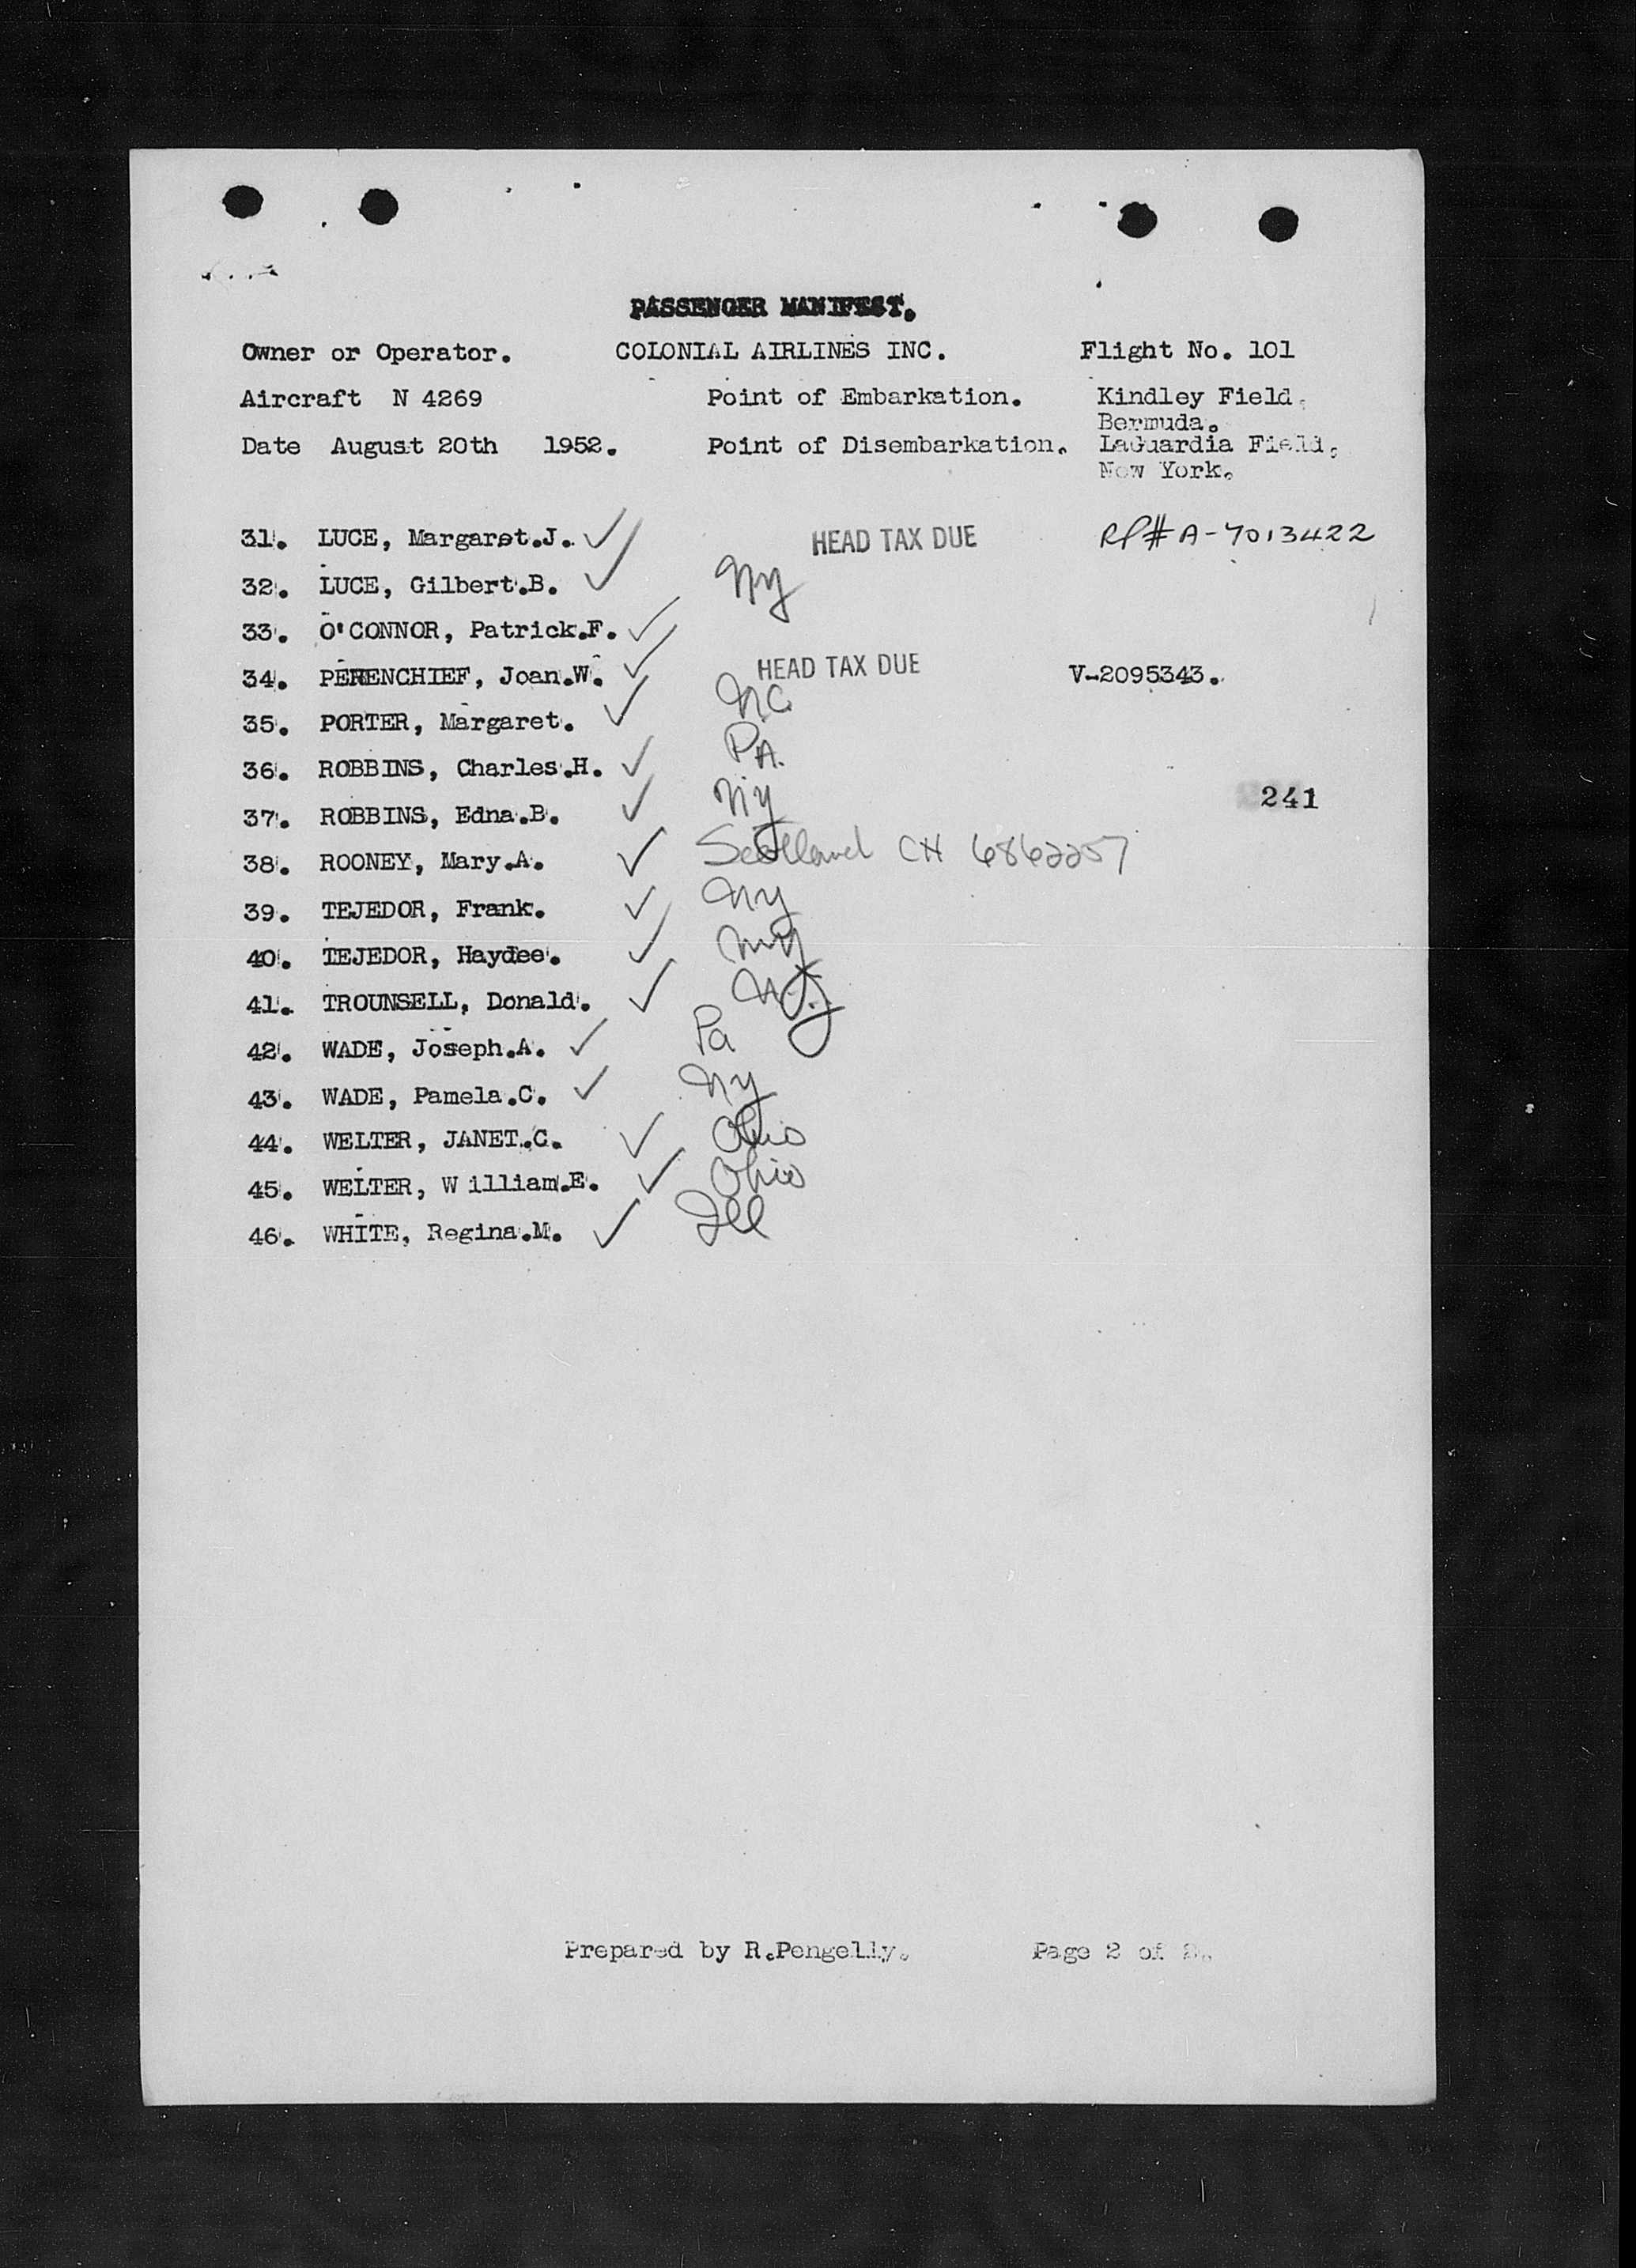 PASSENGER MANIFEST.
Owner or Operator. COLONIAL AIRLINES INC. Flight No. 101
Aircraft N 4269 Point of Embarkation. Kindley Field,
Bermuda.
Date August 20th 1952. Point of Disembarkation. LaGuardia Field,
New York.
31. LUCE, Margaret.J. ✓ HEAD TAX DUE RP# A-7013422
32. LUCE, Gilbert.B. ✓ NY
33. O'CONNOR, Patrick.F. ✓
34. PERENCHIEF, Joan.W. ✓ HEAD TAX DUE V-2095343.
35. PORTER, Margaret. ✓ NC
36. ROBBINS, Charles.H. ✓ PA.
37. ROBBINS, Edna.B. ✓ NY 241
38. ROONEY, Mary.A. ✓ Scotland CH 6862257
39. TEJEDOR, Frank. ✓ NY
40. TEJEDOR, Haydee. ✓ NY
41. TROUNSELL, Donald. ✓ N.J.
42. WADE, Joseph.A. ✓ Pa
43. WADE, Pamela.C. ✓ NY
44. WELTER, JANET.C. ✓ Ohio
45. WELTER, W illiam.E. ✓ Ohio
46. WHITE, Regina.M. ✓ Ill
Prepared by R.Pengelly. Page 2 of 2.